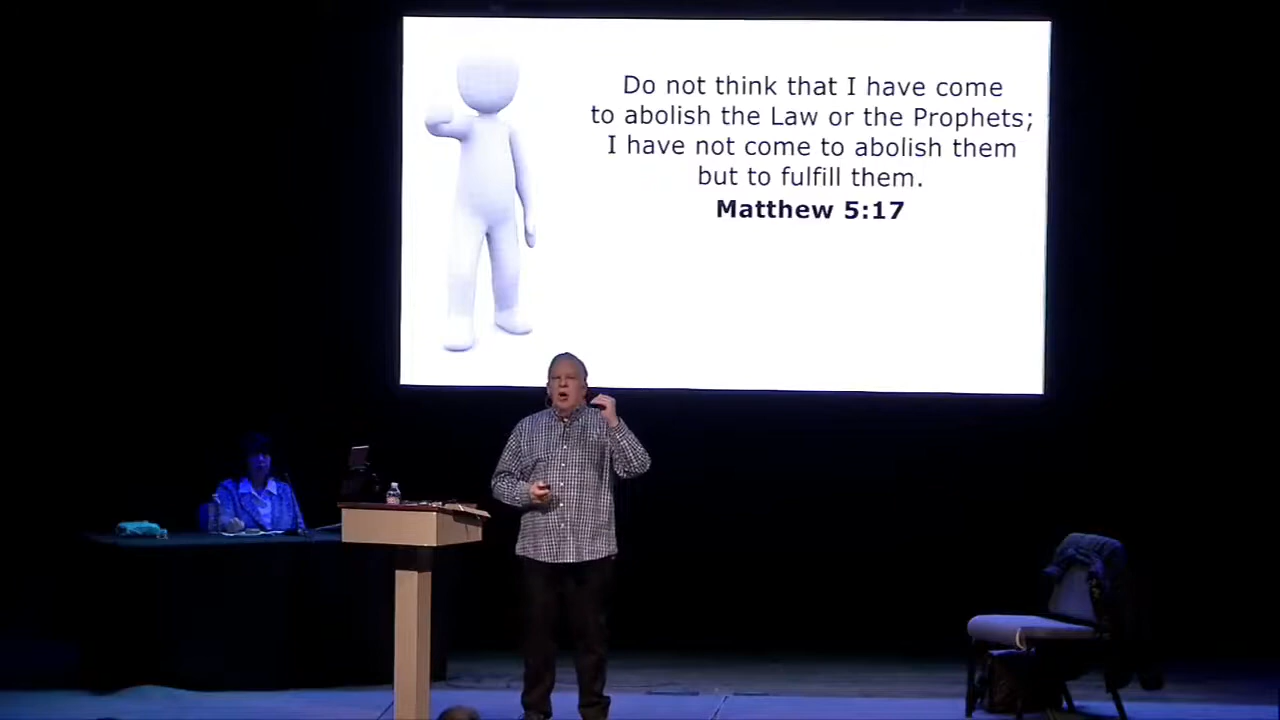 Do not think that I have come
to abolish the Law or the Prophets;
I have not come to abolish them
but to fulfill them.
Matthew 5:17